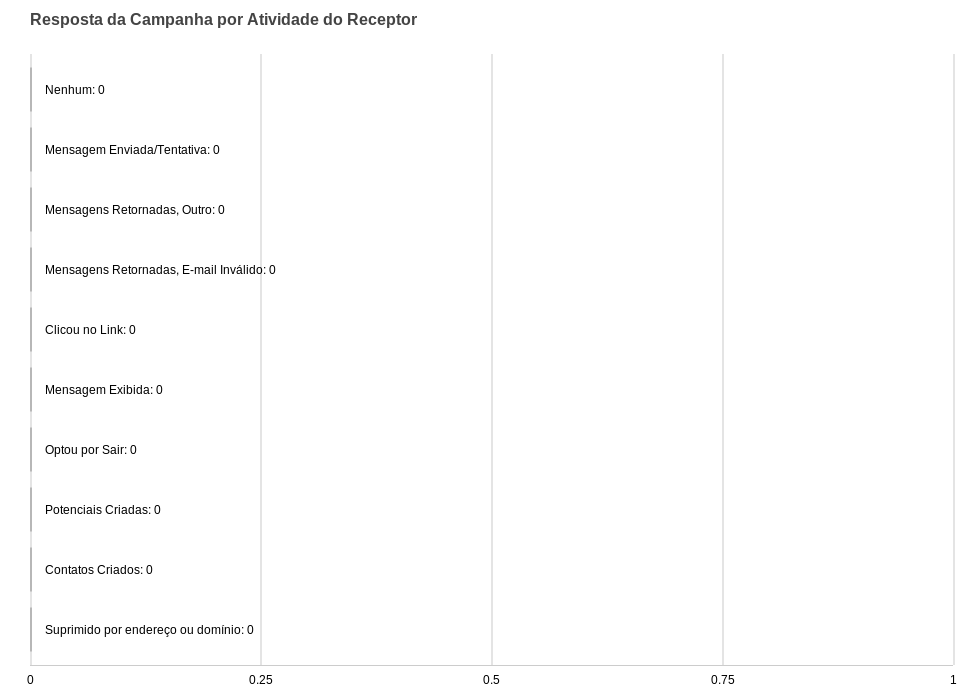 Resposta da Campanha por Atividade do Receptor
Nenhum: 0
Mensagem Enviada/Tentativa: 0
Mensagens Retornadas, Outro: 0
Mensagens Retornadas, E-mail Inválido: 0
Clicou no Link: 0
Mensagem Exibida: 0
Optou por Sair: 0
Potenciais Criadas: 0
Contatos Criados: 0
Suprimido por endereço ou domínio: 0
0 0.25 0.5 0.75 1